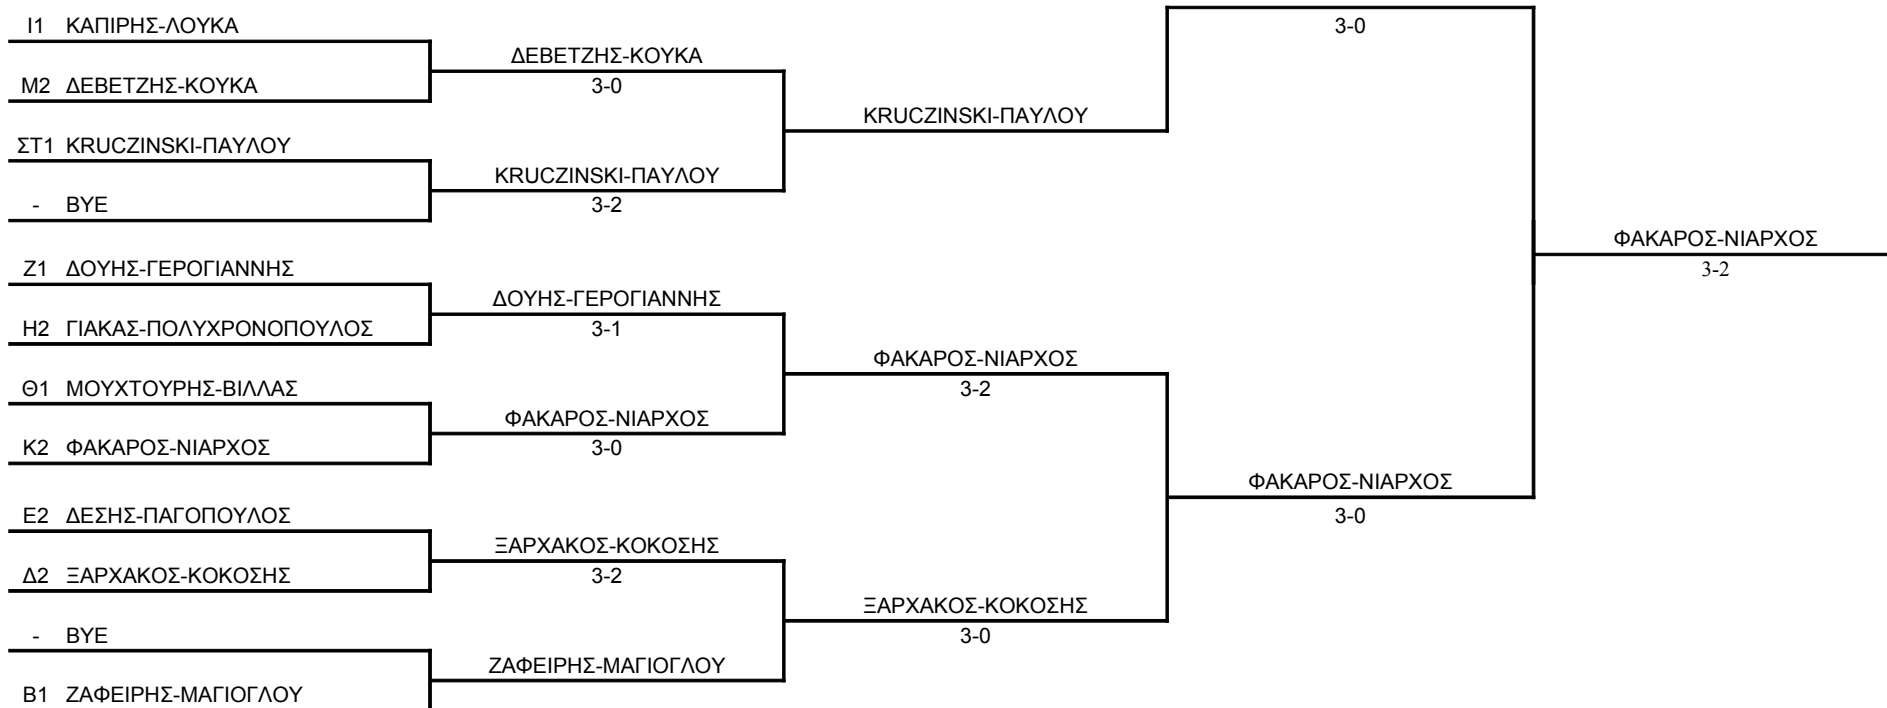 3-0
Ι1 ΚΑΠΙΡΗΣ-ΛΟΥΚΑ
ΔΕΒΕΤΖΗΣ-ΚΟΥΚΑ
Μ2 ΔΕΒΕΤΖΗΣ-ΚΟΥΚΑ
3-0
KRUCZINSKI-ΠΑΥΛΟΥ
ΣΤ1 KRUCZINSKI-ΠΑΥΛΟΥ
KRUCZINSKI-ΠΑΥΛΟΥ
- BYE
3-2
ΦΑΚΑΡΟΣ-ΝΙΑΡΧΟΣ
3-2
Ζ1 ΔΟΥΗΣ-ΓΕΡΟΓΙΑΝΝΗΣ
ΔΟΥΗΣ-ΓΕΡΟΓΙΑΝΝΗΣ
Η2 ΓΙΑΚΑΣ-ΠΟΛΥΧΡΟΝΟΠΟΥΛΟΣ
3-1
ΦΑΚΑΡΟΣ-ΝΙΑΡΧΟΣ
3-2
Θ1 ΜΟΥΧΤΟΥΡΗΣ-ΒΙΛΛΑΣ
ΦΑΚΑΡΟΣ-ΝΙΑΡΧΟΣ
Κ2 ΦΑΚΑΡΟΣ-ΝΙΑΡΧΟΣ
3-0
ΦΑΚΑΡΟΣ-ΝΙΑΡΧΟΣ
3-0
Ε2 ΔΕΣΗΣ-ΠΑΓΟΠΟΥΛΟΣ
ΞΑΡΧΑΚΟΣ-ΚΟΚΟΣΗΣ
Δ2 ΞΑΡΧΑΚΟΣ-ΚΟΚΟΣΗΣ
3-2
ΞΑΡΧΑΚΟΣ-ΚΟΚΟΣΗΣ
3-0
- BYE
ΖΑΦΕΙΡΗΣ-ΜΑΓΙΟΓΛΟΥ
Β1 ΖΑΦΕΙΡΗΣ-ΜΑΓΙΟΓΛΟΥ